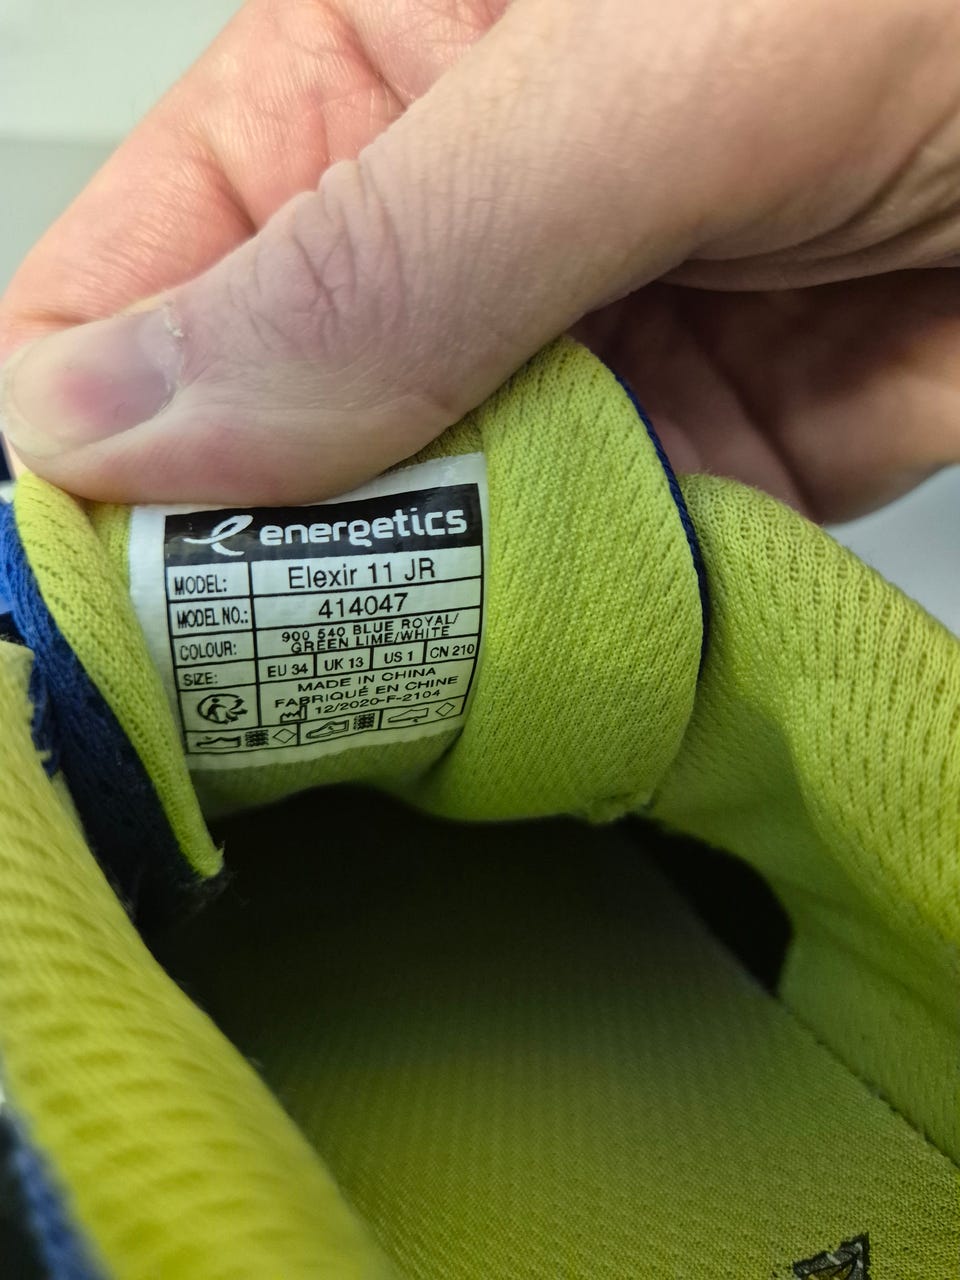 energetics
MODEL: Elexir 11 JR
MODEL NO.: 414047
COLOUR: 900 540 BLUE ROYAL/
GREEN LIME/WHITE
SIZE: EU 34 UK 13 US 1 CN 210
MADE IN CHINA
FABRIQUÉ EN CHINE
12/2020-F-2104